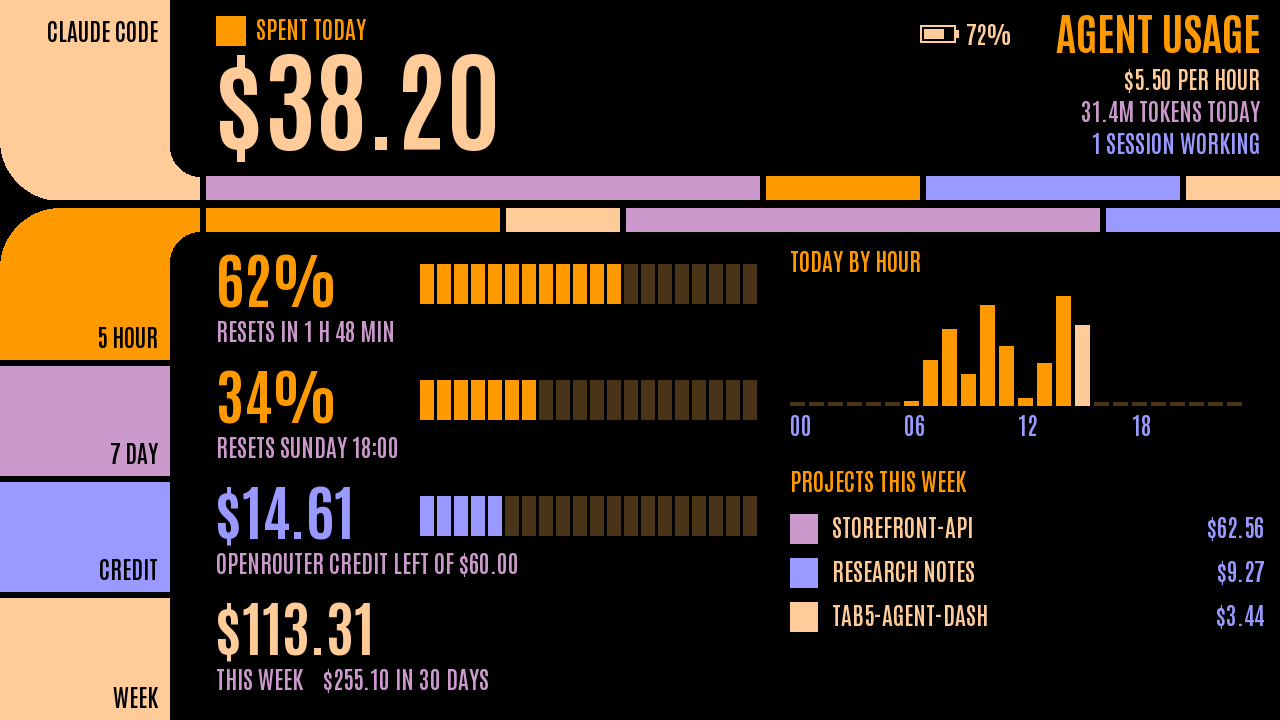 CLAUDE CODE
SPENT TODAY
$38.20
72%
AGENT USAGE
$5.50 PER HOUR
31.4M TOKENS TODAY
1 SESSION WORKING
5 HOUR
62%
RESETS IN 1 H 48 MIN
7 DAY
34%
RESETS SUNDAY 18:00
CREDIT
$14.61
OPENROUTER CREDIT LEFT OF $60.00
WEEK
$113.31
THIS WEEK $255.10 IN 30 DAYS
TODAY BY HOUR
00 06 12 18
PROJECTS THIS WEEK
STOREFRONT-API $62.56
RESEARCH NOTES $9.27
TAB5-AGENT-DASH $3.44